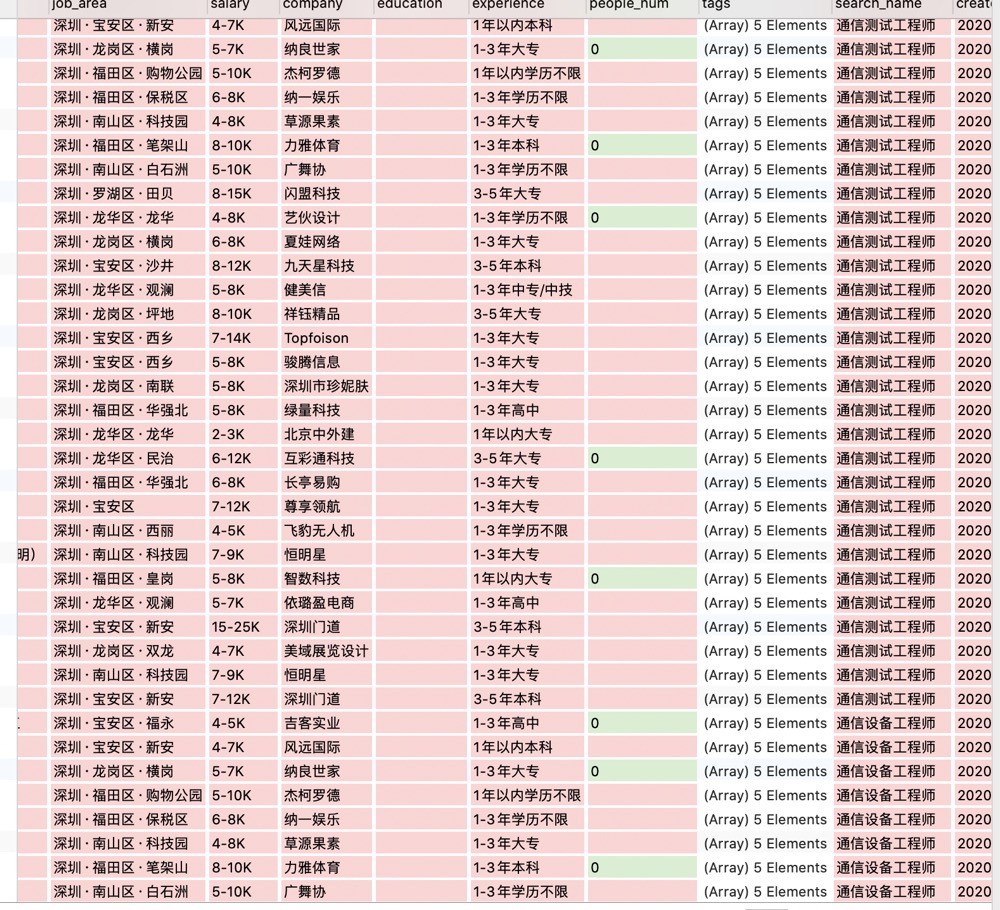 job_area salary company education experience people_num tags search_name
深圳·宝安区·新安 4-7K 风远国际 1年以内本科 (Array) 5 Elements 通信测试工程师 2020
深圳·龙岗区·横岗 5-7K 纳良世家 1-3年大专 0 (Array) 5 Elements 通信测试工程师 2020
深圳·福田区·购物公园 5-10K 杰柯罗德 1年以内学历不限 (Array) 5 Elements 通信测试工程师 2020
深圳·福田区·保税区 6-8K 纳一娱乐 1-3年学历不限 (Array) 5 Elements 通信测试工程师 2020
深圳·南山区·科技园 4-8K 草源果素 1-3年大专 (Array) 5 Elements 通信测试工程师 2020
深圳·福田区·笔架山 8-10K 力雅体育 1-3年本科 0 (Array) 5 Elements 通信测试工程师 2020
深圳·南山区·白石洲 5-10K 广舞协 1-3年学历不限 (Array) 5 Elements 通信测试工程师 2020
深圳·罗湖区·田贝 8-15K 闪盟科技 3-5年大专 (Array) 5 Elements 通信测试工程师 2020
深圳·龙华区·龙华 4-8K 艺伙设计 1-3年学历不限 0 (Array) 5 Elements 通信测试工程师 2020
深圳·龙岗区·横岗 6-8K 夏娃网络 1-3年大专 (Array) 5 Elements 通信测试工程师 2020
深圳·宝安区·沙井 8-12K 九天星科技 3-5年本科 (Array) 5 Elements 通信测试工程师 2020
深圳·龙华区·观澜 5-8K 健美信 1-3年中专/中技 (Array) 5 Elements 通信测试工程师 2020
深圳·龙岗区·坪地 8-10K 祥钰精品 3-5年大专 (Array) 5 Elements 通信测试工程师 2020
深圳·宝安区·西乡 7-14K Topfoison 1-3年大专 (Array) 5 Elements 通信测试工程师 2020
深圳·宝安区·西乡 5-8K 骏腾信息 1-3年大专 (Array) 5 Elements 通信测试工程师 2020
深圳·龙岗区·南联 5-8K 深圳市珍妮肤 1-3年大专 (Array) 5 Elements 通信测试工程师 2020
深圳·福田区·华强北 5-8K 绿量科技 1-3年高中 (Array) 5 Elements 通信测试工程师 2020
深圳·龙华区·龙华 2-3K 北京中外建 1年以内大专 (Array) 5 Elements 通信测试工程师 2020
深圳·龙华区·民治 6-12K 互彩通科技 3-5年大专 0 (Array) 5 Elements 通信测试工程师 2020
深圳·福田区·华强北 6-8K 长亭易购 1-3年大专 (Array) 5 Elements 通信测试工程师 2020
深圳·宝安区 7-12K 尊享领航 1-3年大专 (Array) 5 Elements 通信测试工程师 2020
深圳·南山区·西丽 4-5K 飞豹无人机 1-3年学历不限 (Array) 5 Elements 通信测试工程师 2020
明) 深圳·南山区·科技园 7-9K 恒明星 1-3年大专 (Array) 5 Elements 通信测试工程师 2020
深圳·福田区·皇岗 5-8K 智数科技 1年以内大专 0 (Array) 5 Elements 通信测试工程师 2020
深圳·龙华区·观澜 5-7K 依璐盈电商 1-3年高中 (Array) 5 Elements 通信测试工程师 2020
深圳·宝安区·新安 15-25K 深圳门道 3-5年本科 (Array) 5 Elements 通信测试工程师 2020
深圳·龙岗区·双龙 4-7K 美域展览设计 1-3年大专 (Array) 5 Elements 通信测试工程师 2020
深圳·南山区·科技园 7-9K 恒明星 1-3年大专 (Array) 5 Elements 通信测试工程师 2020
深圳·宝安区·新安 7-12K 深圳门道 3-5年本科 (Array) 5 Elements 通信测试工程师 2020
深圳·宝安区·福永 4-5K 吉客实业 1-3年高中 0 (Array) 5 Elements 通信设备工程师 2020
深圳·宝安区·新安 4-7K 风远国际 1年以内本科 (Array) 5 Elements 通信设备工程师 2020
深圳·龙岗区·横岗 5-7K 纳良世家 1-3年大专 0 (Array) 5 Elements 通信设备工程师 2020
深圳·福田区·购物公园 5-10K 杰柯罗德 1年以内学历不限 (Array) 5 Elements 通信设备工程师 2020
深圳·福田区·保税区 6-8K 纳一娱乐 1-3年学历不限 (Array) 5 Elements 通信设备工程师 2020
深圳·南山区·科技园 4-8K 草源果素 1-3年大专 (Array) 5 Elements 通信设备工程师 2020
深圳·福田区·笔架山 8-10K 力雅体育 1-3年本科 0 (Array) 5 Elements 通信设备工程师 2020
深圳·南山区·白石洲 5-10K 广舞协 1-3年学历不限 (Array) 5 Elements 通信设备工程师 2020